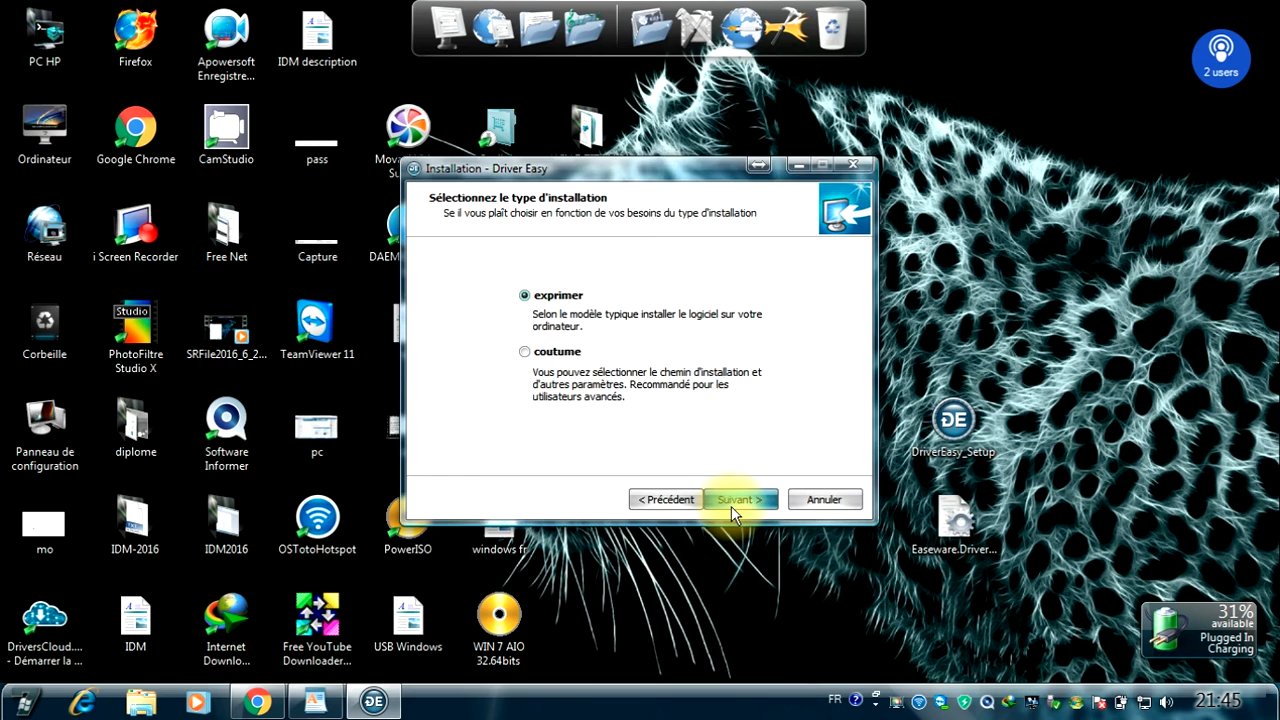 PC HP
Firefox
Apowersoft
Enregistre...
IDM description
2 users
Ordinateur
Google Chrome
CamStudio
pass
Mova
Su
Installation - Driver Easy
Sélectionnez le type d'installation
Se il vous plaît choisir en fonction de vos besoins du type d'installation
Réseau
i Screen Recorder
Free Net
Capture
DAEM
exprimer
Selon le modèle typique installer le logiciel sur votre
ordinateur.
coutume
Vous pouvez sélectionner le chemin d'installation et
d'autres paramètres. Recommandé pour les
utilisateurs avancés.
Studio
Corbeille
PhotoFiltre
Studio X
SRFile2016_6_2...
TeamViewer 11
Panneau de
configuration
diplome
Software
Informer
pc
DE
DriverEasy_Setup
< Précédent
Suivant >
Annuler
mo
IDM-2016
IDM2016
OSTotoHotspot
PowerISO
windows fr
Easeware.Driver...
DriversCloud....
- Démarrer la ...
IDM
Internet
Downlo...
Free YouTube
Downloader...
USB Windows
WIN 7 AIO
32.64bits
31%
available
Plugged In
Charging
DE
FR
21:45